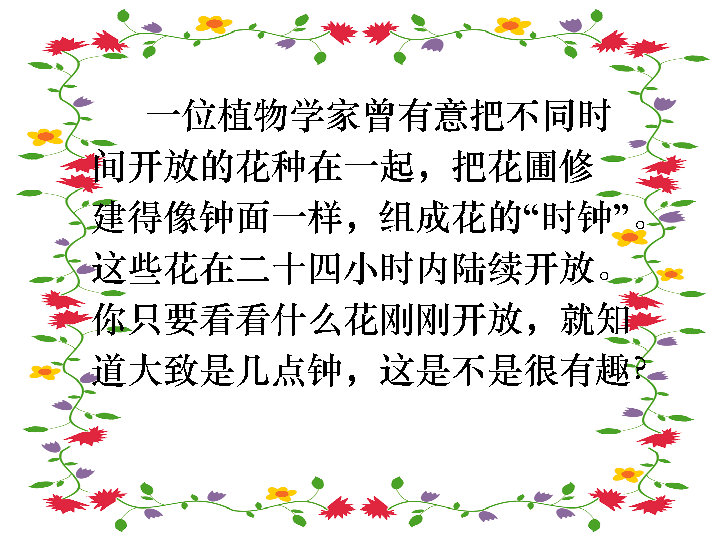 一位植物学家曾有意把不同时
间开放的花种在一起，把花圃修
建得像钟面一样，组成花的“时钟”。
这些花在二十四小时内陆续开放。
你只要看看什么花刚刚开放，就知
道大致是几点钟，这是不是很有趣?